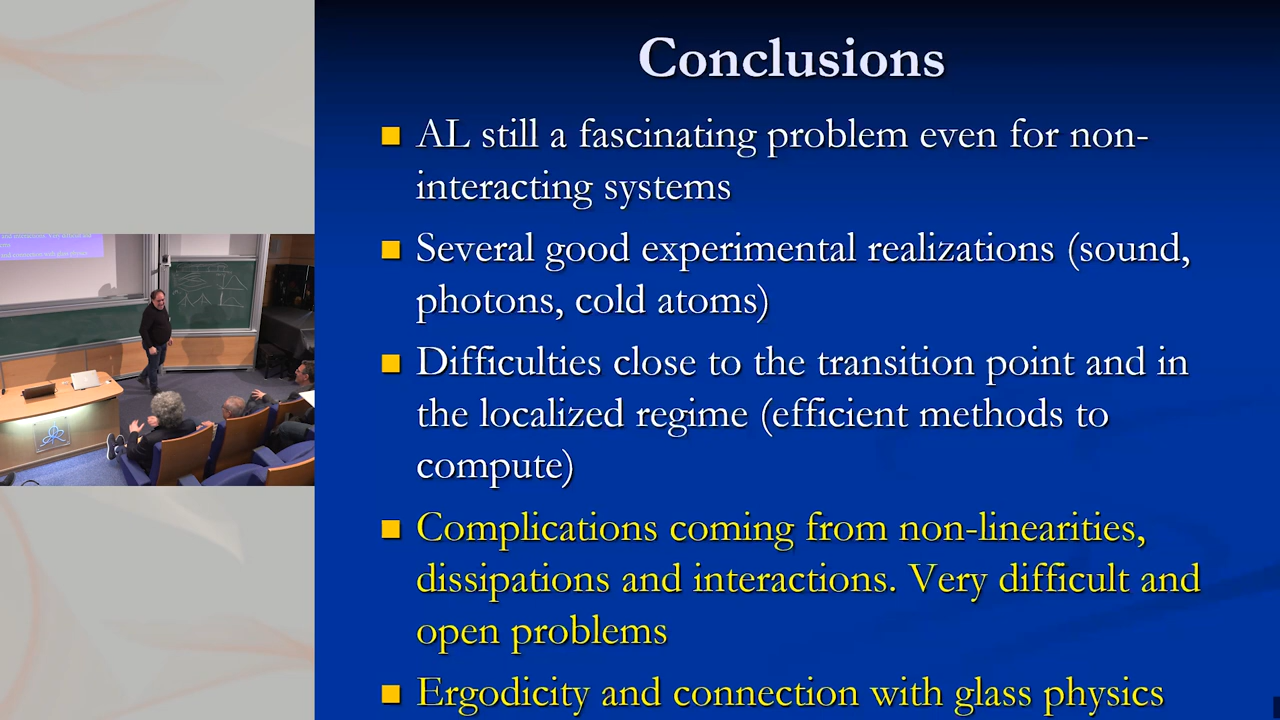 Conclusions
AL still a fascinating problem even for non-
interacting systems
Several good experimental realizations (sound,
photons, cold atoms)
Difficulties close to the transition point and in
the localized regime (efficient methods to
compute)
Complications coming from non-linearities,
dissipations and interactions. Very difficult and
open problems
Ergodicity and connection with glass physics